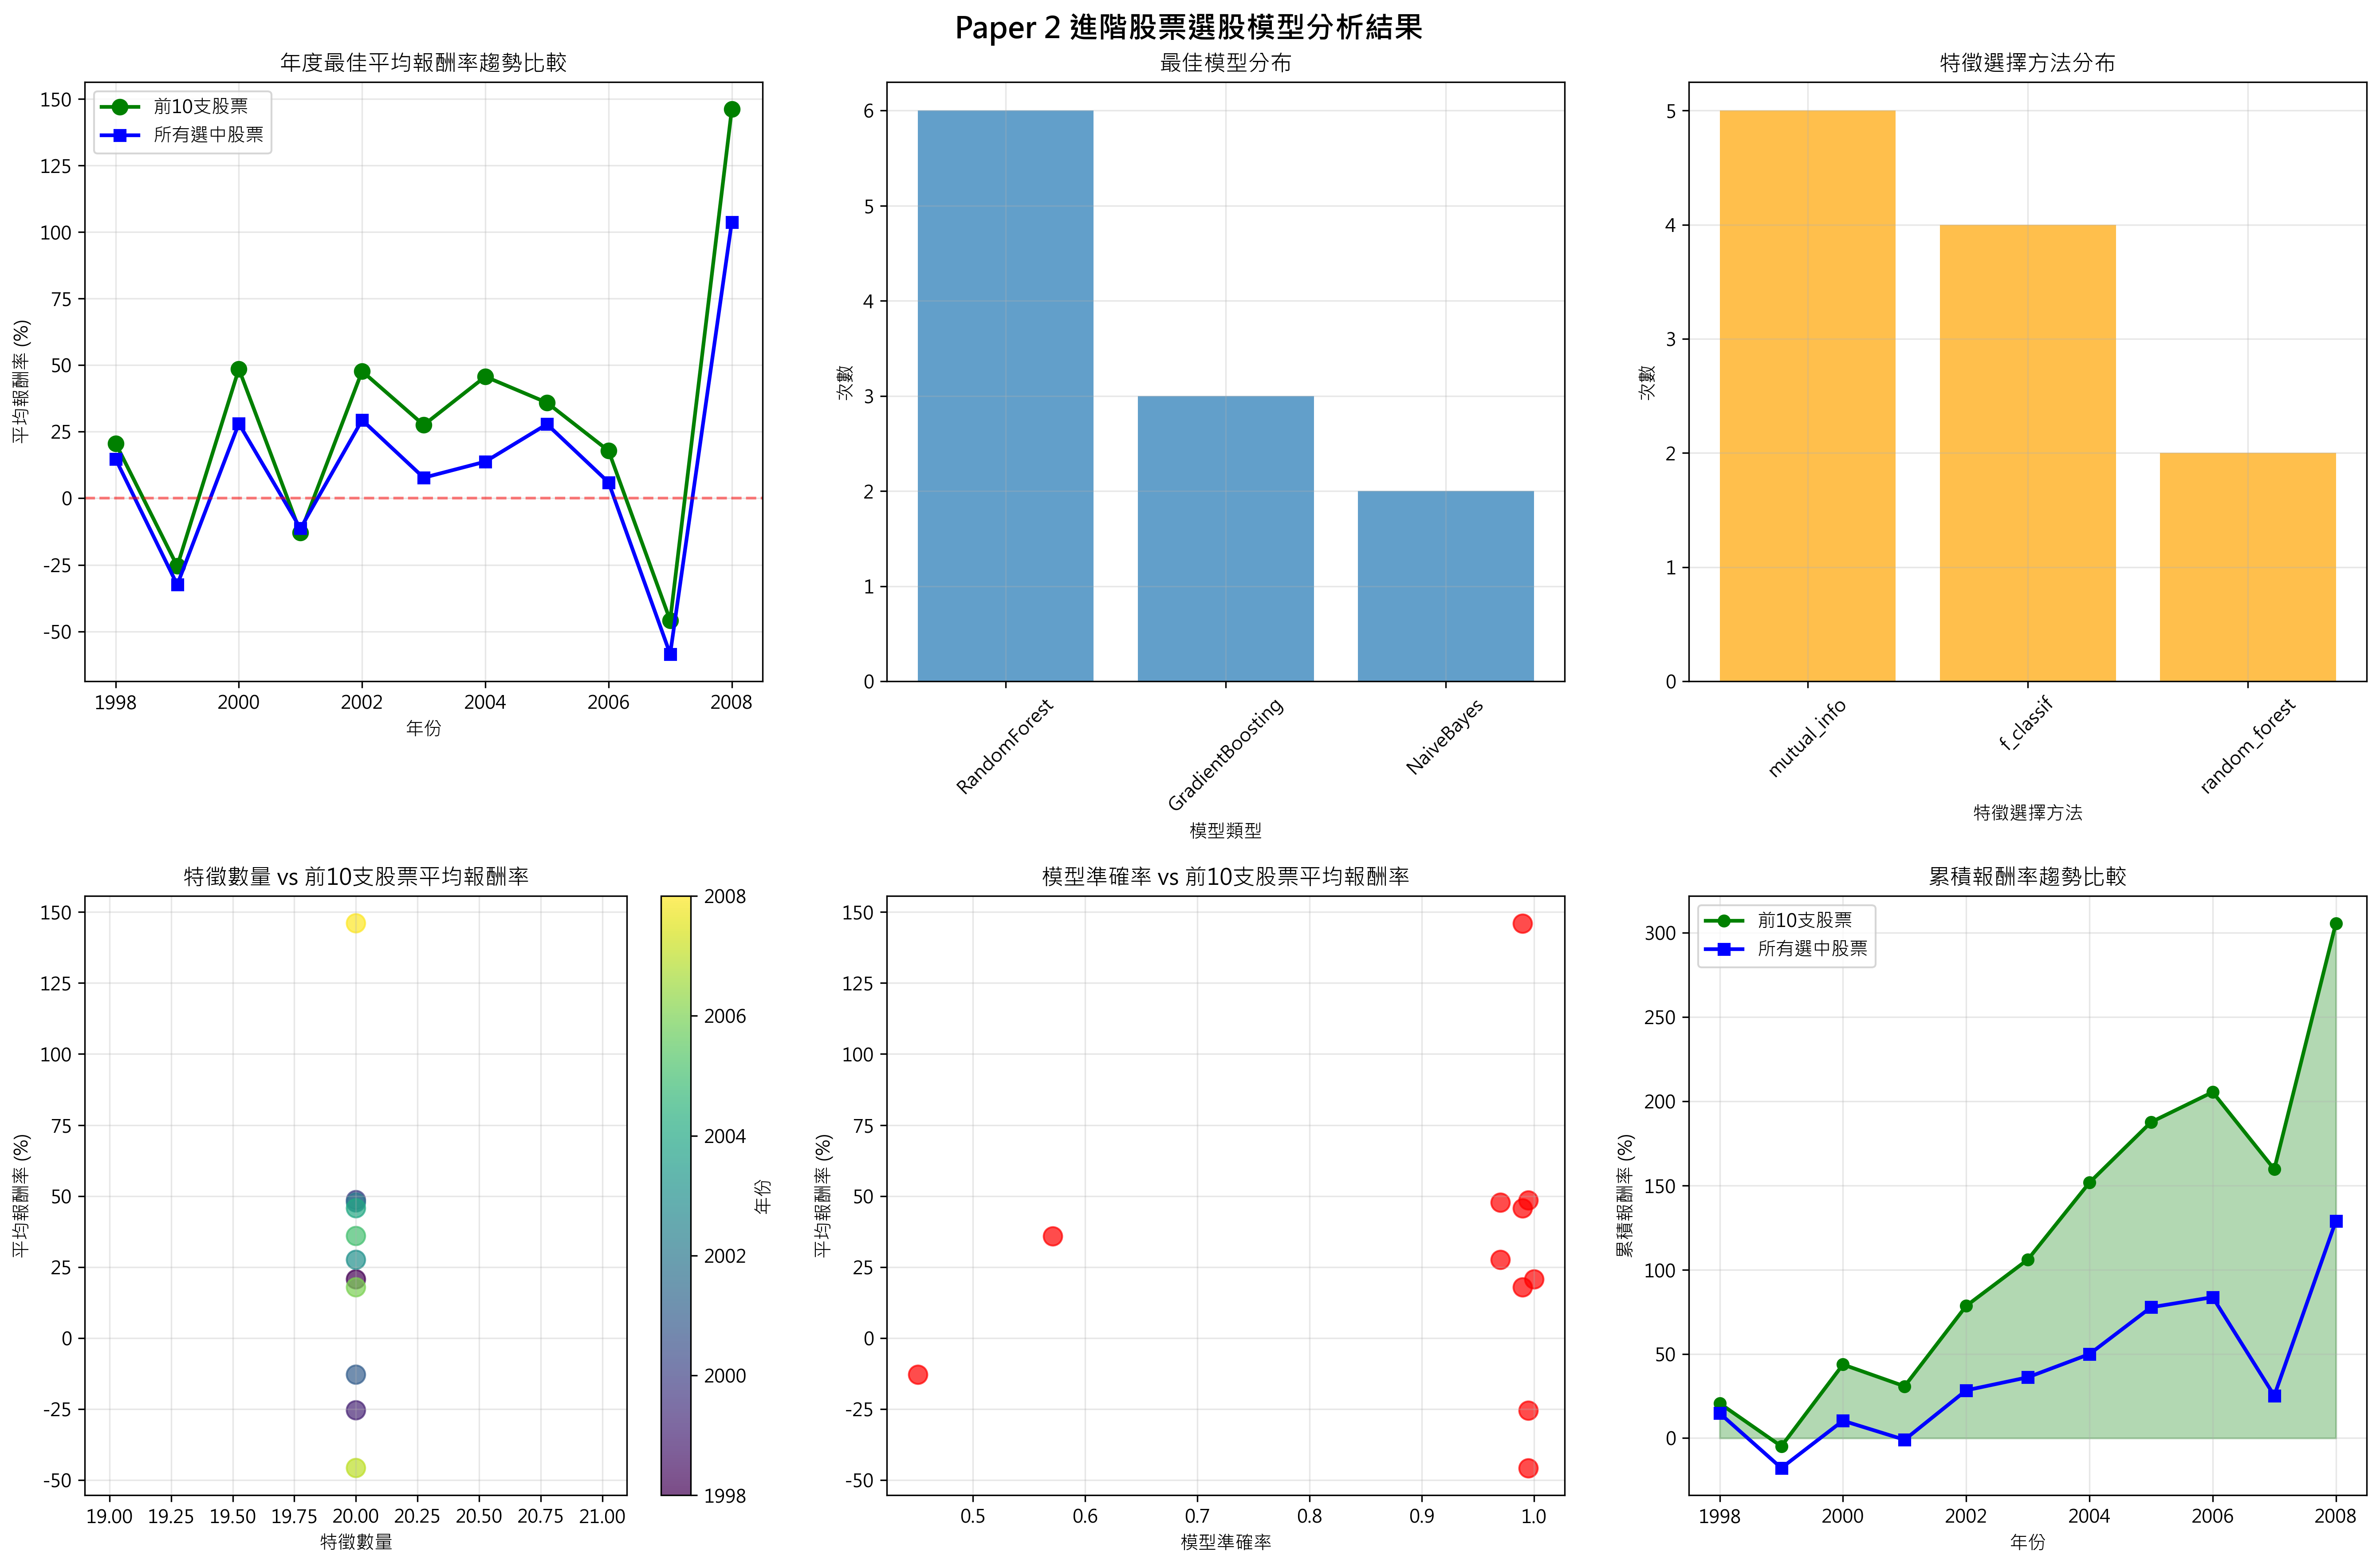 Paper 2 進階股票選股模型分析結果
年度最佳平均報酬率趨勢比較
前10支股票
所有選中股票
150
125
100
75
50
25
0
-25
-50
平均報酬率 (%)
1998
2000
2002
2004
2006
2008
年份
最佳模型分布
6
5
4
3
2
1
0
次數
RandomForest
GradientBoosting
NaiveBayes
模型類型
特徵選擇方法分布
5
4
3
2
1
0
次數
mutual_info
f_classif
random_forest
特徵選擇方法
特徵數量 vs 前10支股票平均報酬率
150
125
100
75
50
25
0
-25
-50
平均報酬率 (%)
19.00
19.25
19.50
19.75
20.00
20.25
20.50
20.75
21.00
特徵數量
2008
2006
2004
2002
2000
1998
年份
模型準確率 vs 前10支股票平均報酬率
150
125
100
75
50
25
0
-25
-50
平均報酬率 (%)
0.5
0.6
0.7
0.8
0.9
1.0
模型準確率
累積報酬率趨勢比較
前10支股票
所有選中股票
300
250
200
150
100
50
0
累積報酬率 (%)
1998
2000
2002
2004
2006
2008
年份